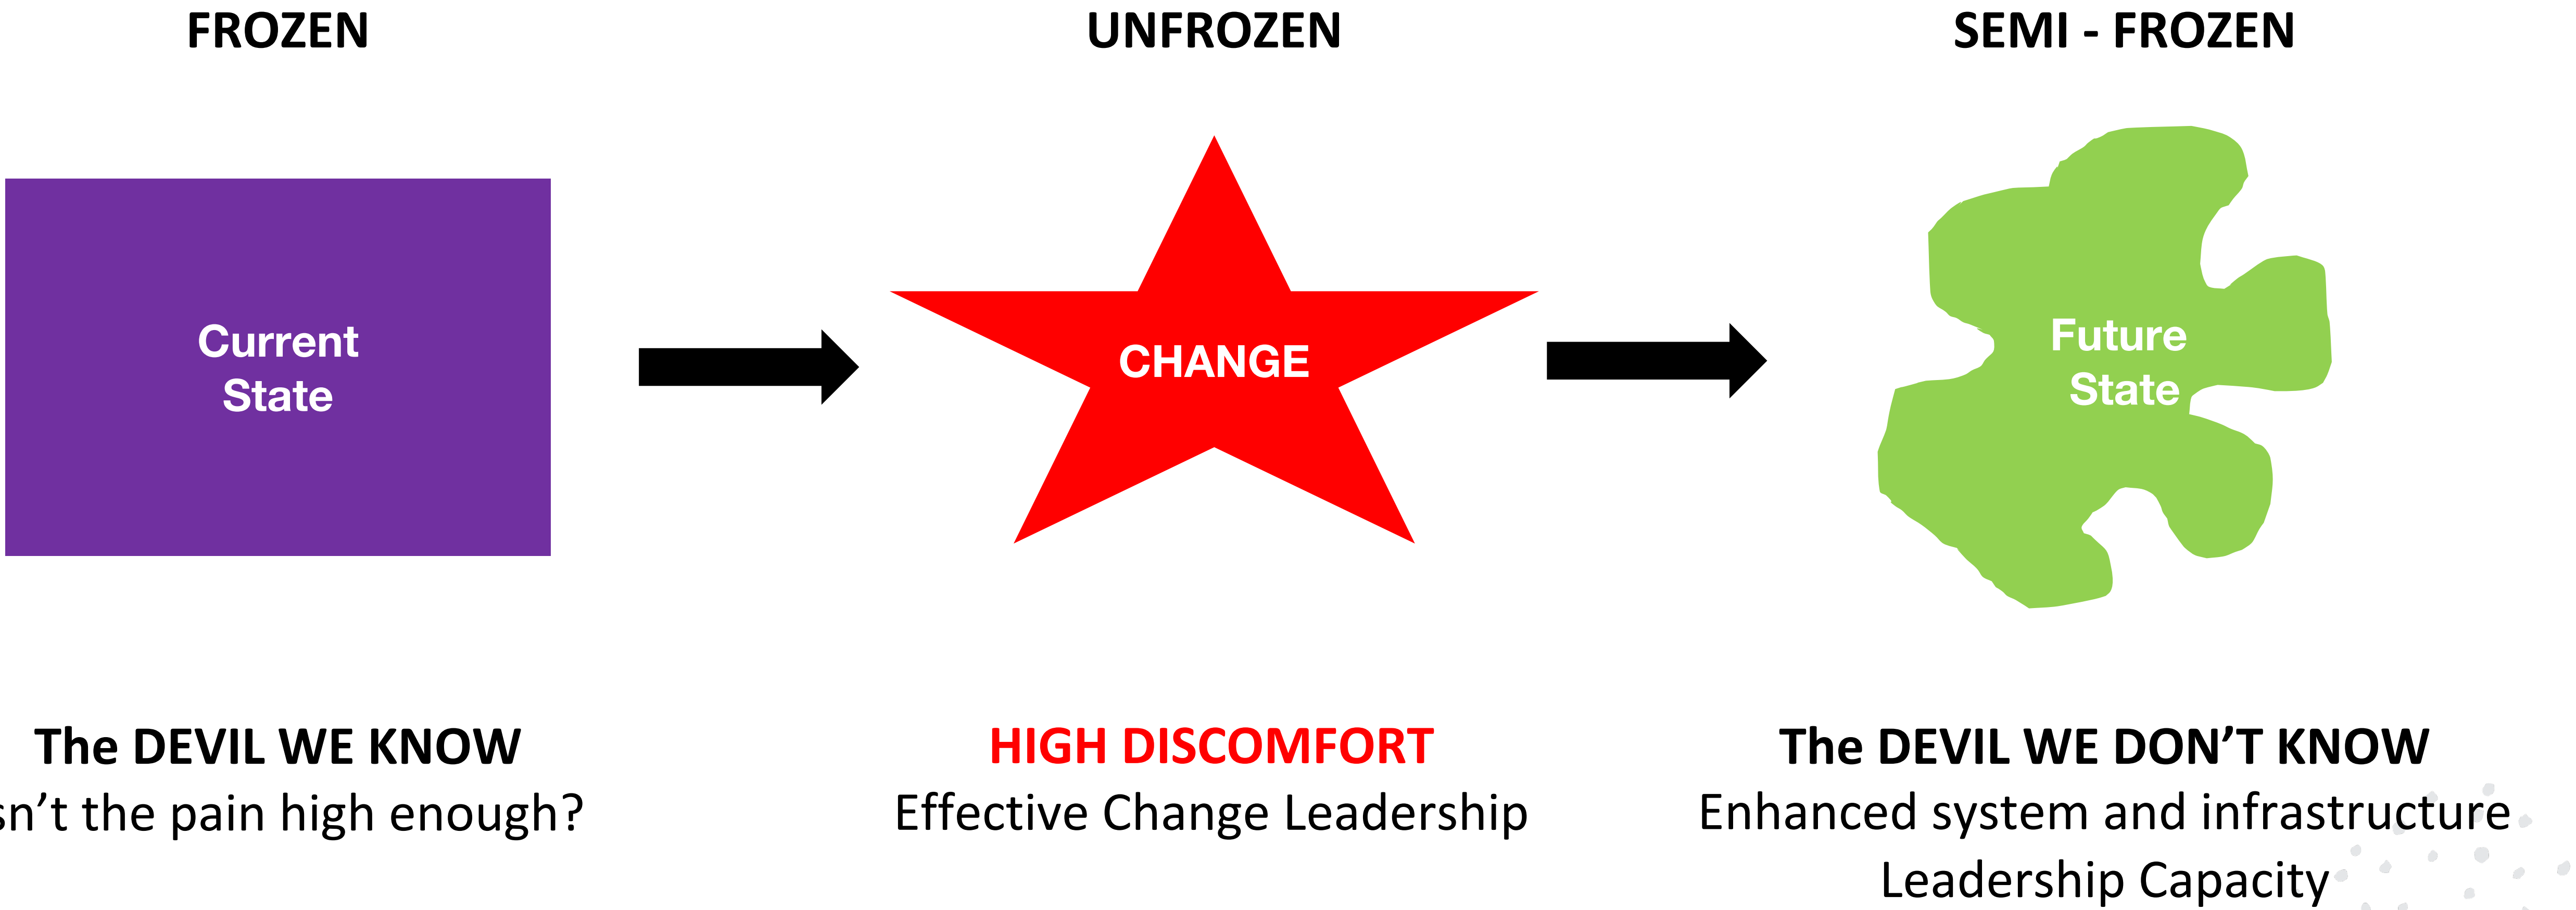 FROZEN
UNFROZEN
SEMI - FROZEN
Current
State
CHANGE
Future
State
The DEVIL WE KNOW
sn't the pain high enough?
HIGH DISCOMFORT
Effective Change Leadership
The DEVIL WE DON'T KNOW
Enhanced system and infrastructure
Leadership Capacity